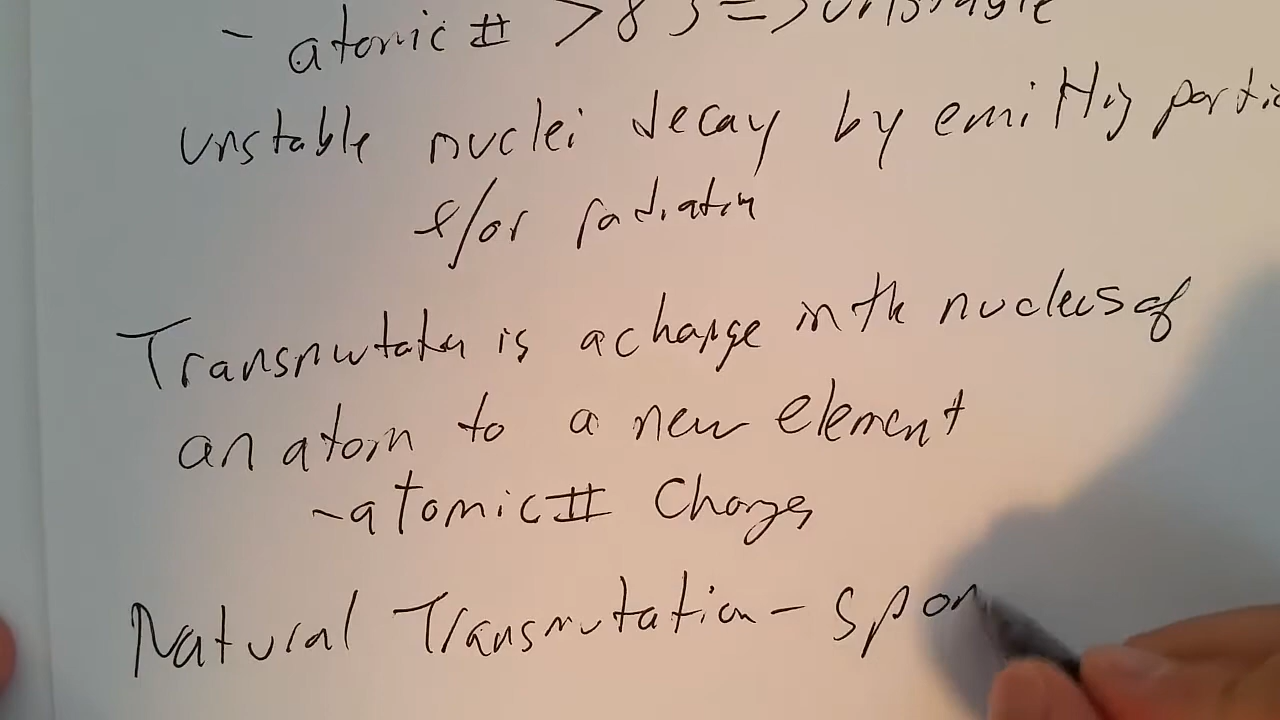 - atomic # > 83 => unstable
unstable nuclei decay by emitting partic
&/or radiation
Transmutation is a change in the nucleus of
an atom to a new element
- atomic # changes
Natural Transmutation - spon